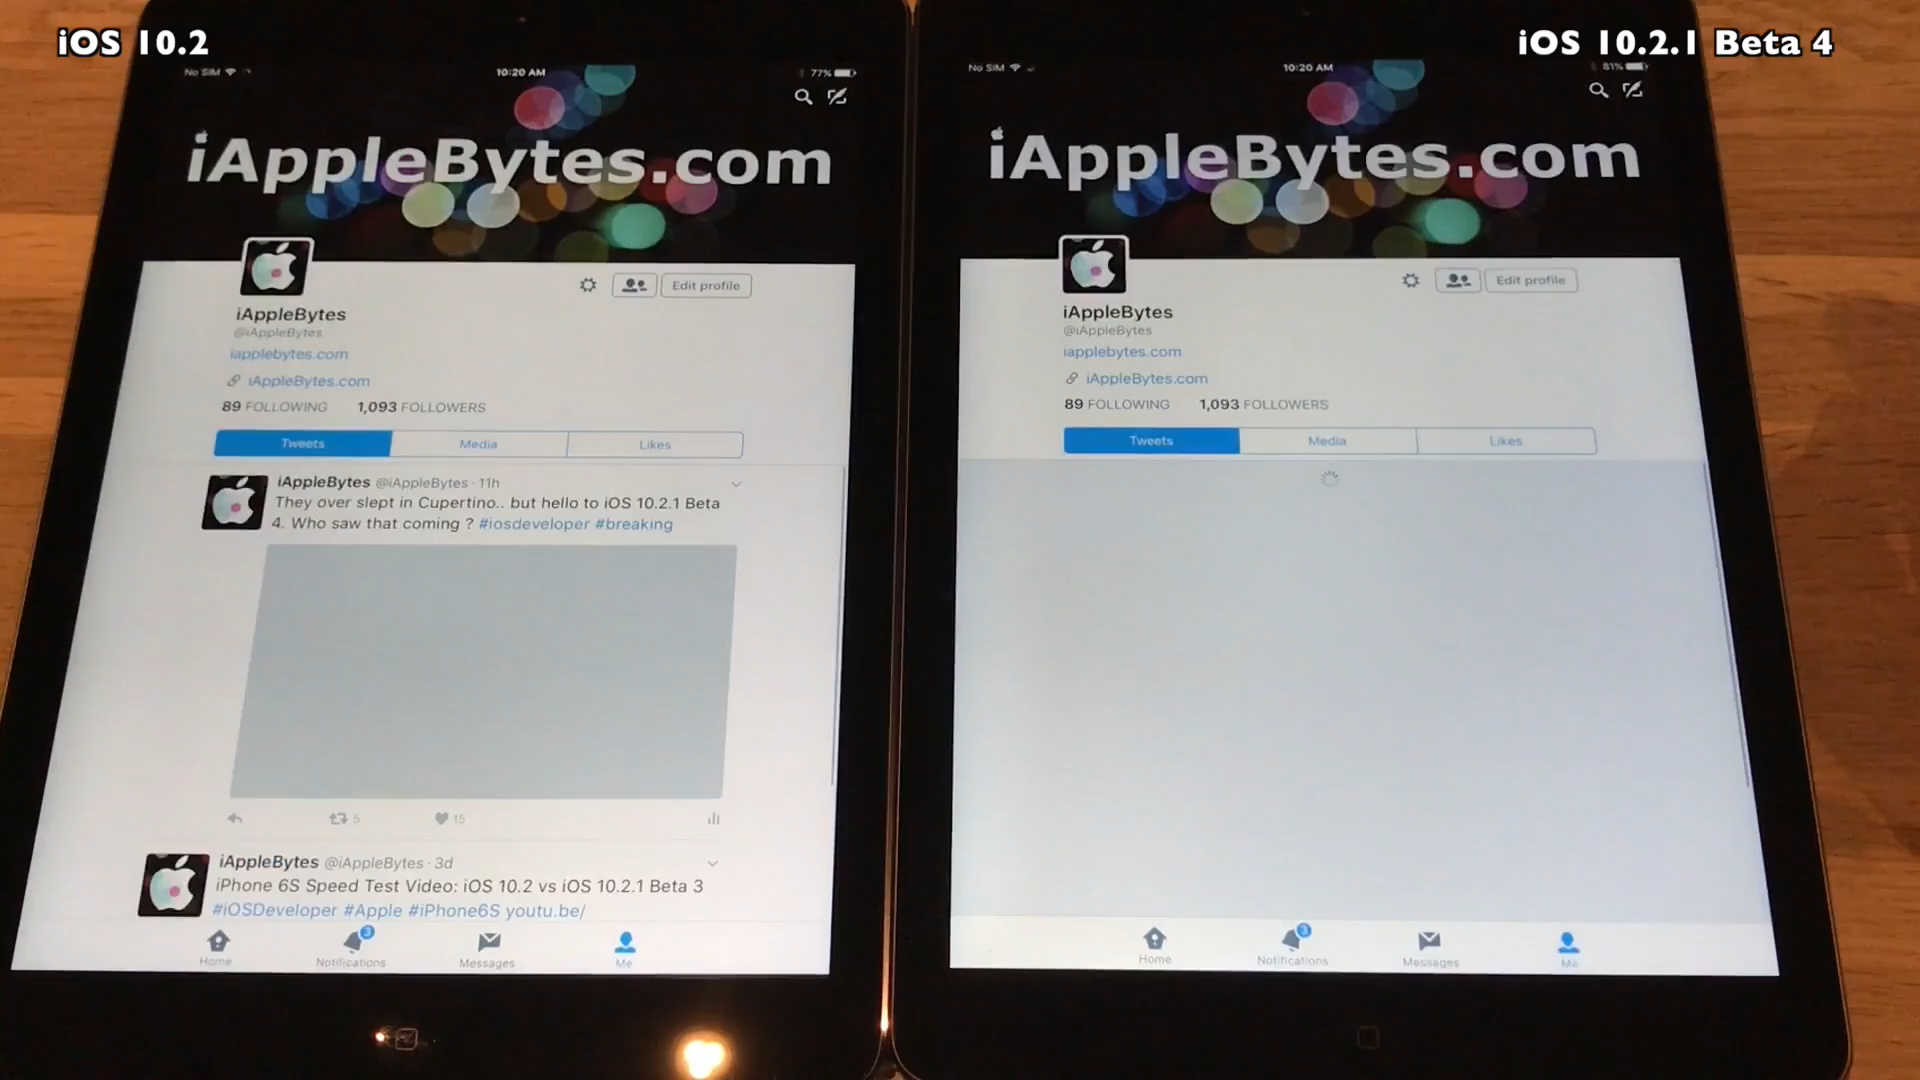 iOS 10.2
iOS 10.2.1 Beta 4
No SIM
10:20 AM
77%
iAppleBytes.com
Edit profile
iAppleBytes
@iAppleBytes
iapplebytes.com
iAppleBytes.com
89 FOLLOWING 1,093 FOLLOWERS
Tweets Media Likes
iAppleBytes @iAppleBytes · 11h
They over slept in Cupertino.. but hello to iOS 10.2.1 Beta
4. Who saw that coming ? #iosdeveloper #breaking
5 15
iAppleBytes @iAppleBytes · 3d
iPhone 6S Speed Test Video: iOS 10.2 vs iOS 10.2.1 Beta 3
#iOSDeveloper #Apple #iPhone6S youtu.be/
3
Home Notifications Messages Me
No SIM
10:20 AM
81%
iAppleBytes.com
Edit profile
iAppleBytes
@iAppleBytes
iapplebytes.com
iAppleBytes.com
89 FOLLOWING 1,093 FOLLOWERS
Tweets Media Likes
3
Home Notifications Messages Me